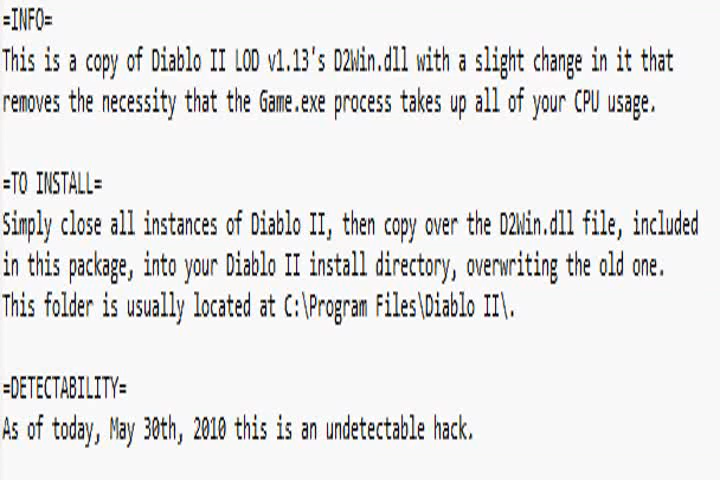 =INFO=
This is a copy of Diablo II LOD v1.13's D2Win.dll with a slight change in it that
removes the necessity that the Game.exe process takes up all of your CPU usage.
=TO INSTALL=
Simply close all instances of Diablo II, then copy over the D2Win.dll file, included
in this package, into your Diablo II install directory, overwriting the old one.
This folder is usually located at C:\Program Files\Diablo II\.
=DETECTABILITY=
As of today, May 30th, 2010 this is an undetectable hack.